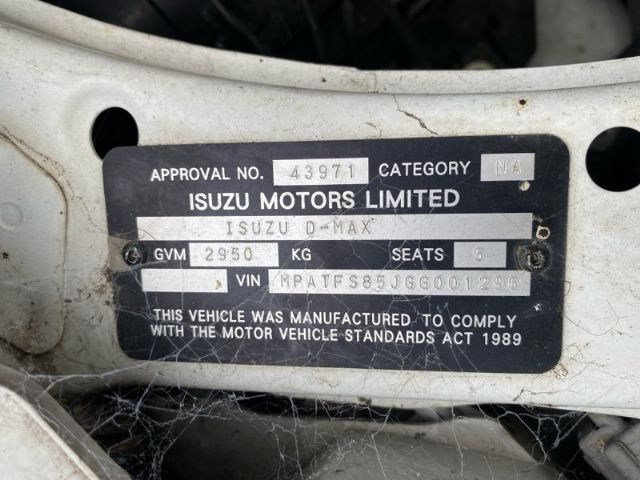 APPROVAL NO. 43971 CATEGORY NA
ISUZU MOTORS LIMITED
ISUZU D-MAX
GVM 2950 KG SEATS 5
VIN MPATFS85JGG001296
THIS VEHICLE WAS MANUFACTURED TO COMPLY
WITH THE MOTOR VEHICLE STANDARDS ACT 1989